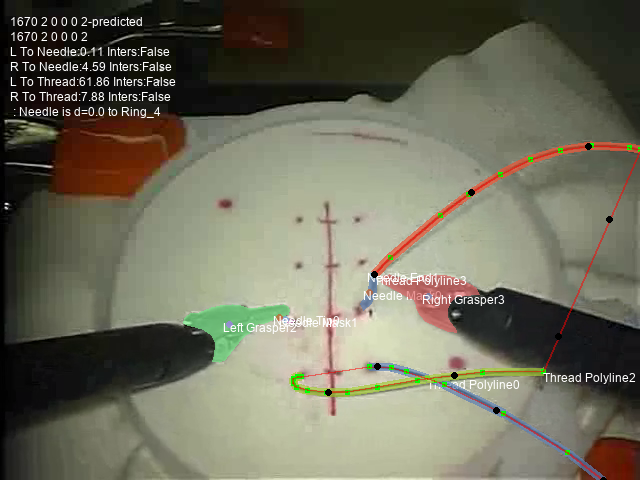 1670 2 0 0 0 2-predicted
1670 2 0 0 0 2
L To Needle:0.11 Inters:False
R To Needle:4.59 Inters:False
L To Thread:61.86 Inters:False
R To Thread:7.88 Inters:False
: Needle is d=0.0 to Ring_4
Thread Polyline3
Needle
Right Grasper3
Left Grasper2
Thread Polyline2
Polyline0